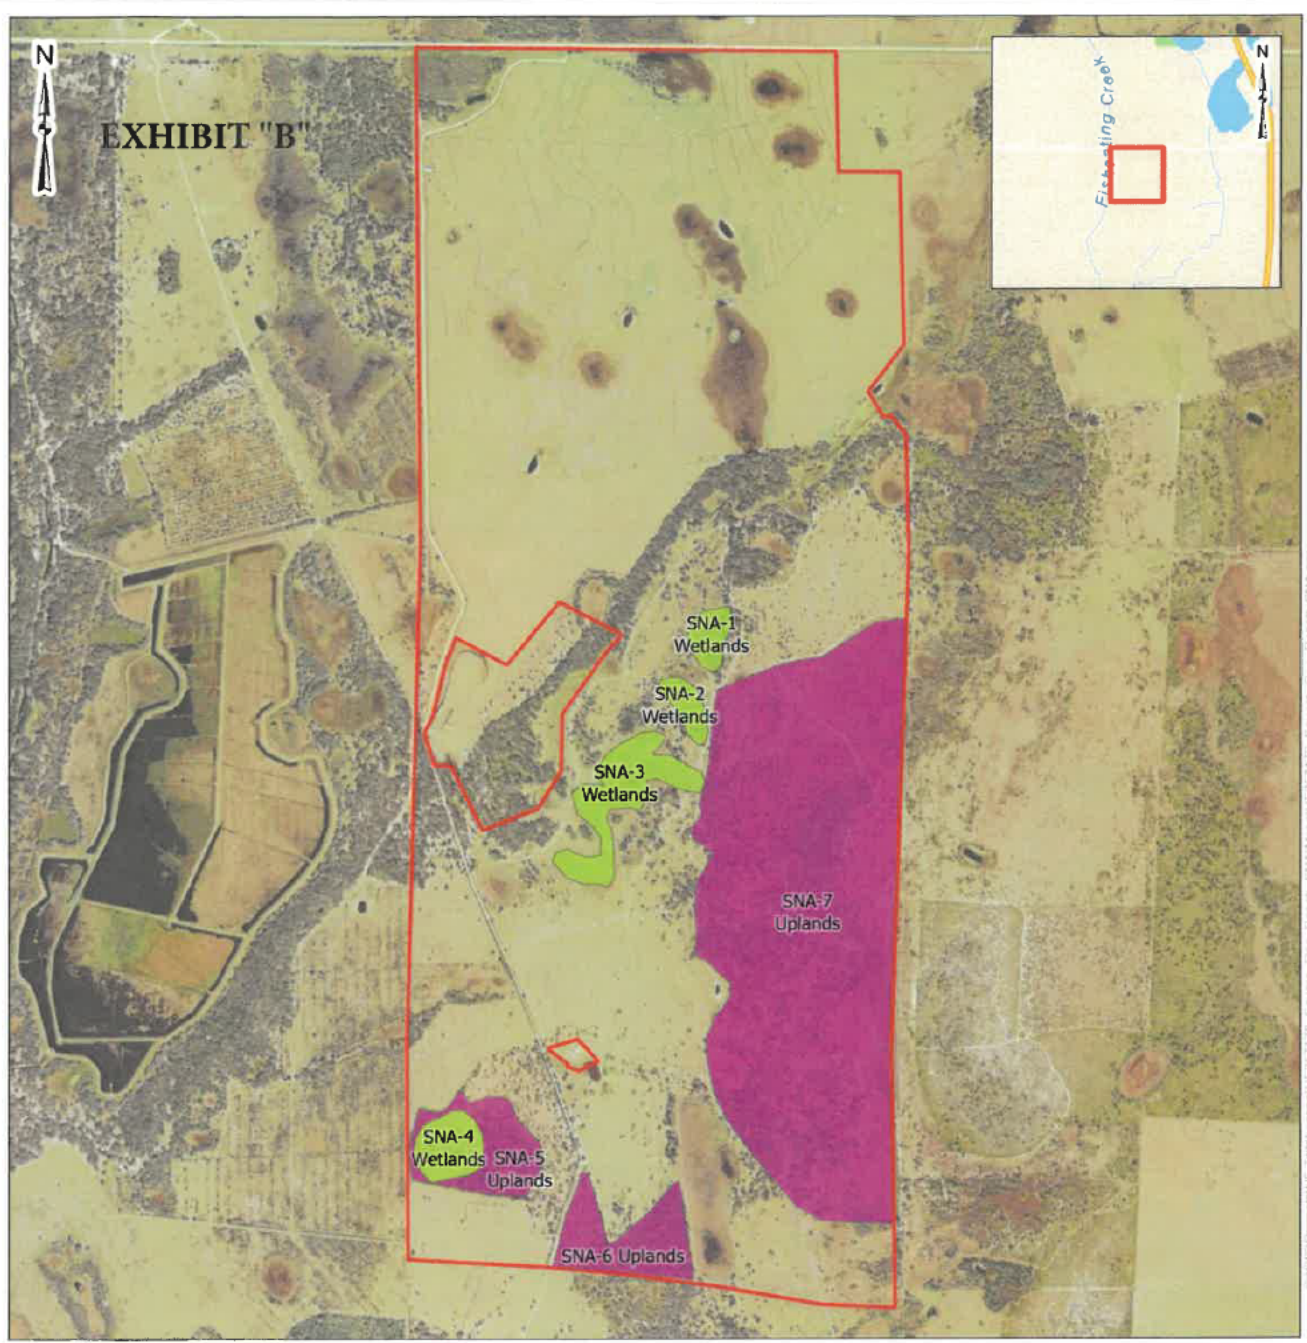 N
EXHIBIT "B"
N
Fisheating Creek
SNA-1
Wetlands
SNA-2
Wetlands
SNA-3
Wetlands
SNA-7
Uplands
SNA-4
Wetlands
SNA-5
Uplands
SNA-6 Uplands